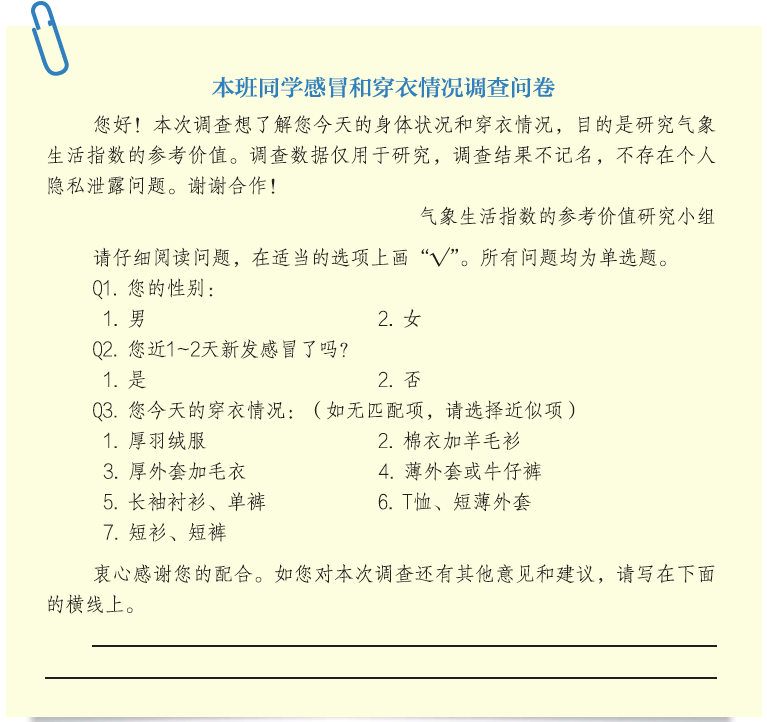 本班同学感冒和穿衣情况调查问卷
您好！本次调查想了解您今天的身体状况和穿衣情况，目的是研究气象
生活指数的参考价值。调查数据仅用于研究，调查结果不记名，不存在个人
隐私泄露问题。谢谢合作！
气象生活指数的参考价值研究小组
请仔细阅读问题，在适当的选项上画“√”。所有问题均为单选题。
Q1. 您的性别：
1. 男 2. 女
Q2. 您近1~2天新发感冒了吗？
1. 是 2. 否
Q3. 您今天的穿衣情况：（如无匹配项，请选择近似项）
1. 厚羽绒服 2. 棉衣加羊毛衫
3. 厚外套加毛衣 4. 薄外套或牛仔裤
5. 长袖衬衫、单裤 6. T恤、短薄外套
7. 短衫、短裤
衷心感谢您的配合。如您对本次调查还有其他意见和建议，请写在下面
的横线上。